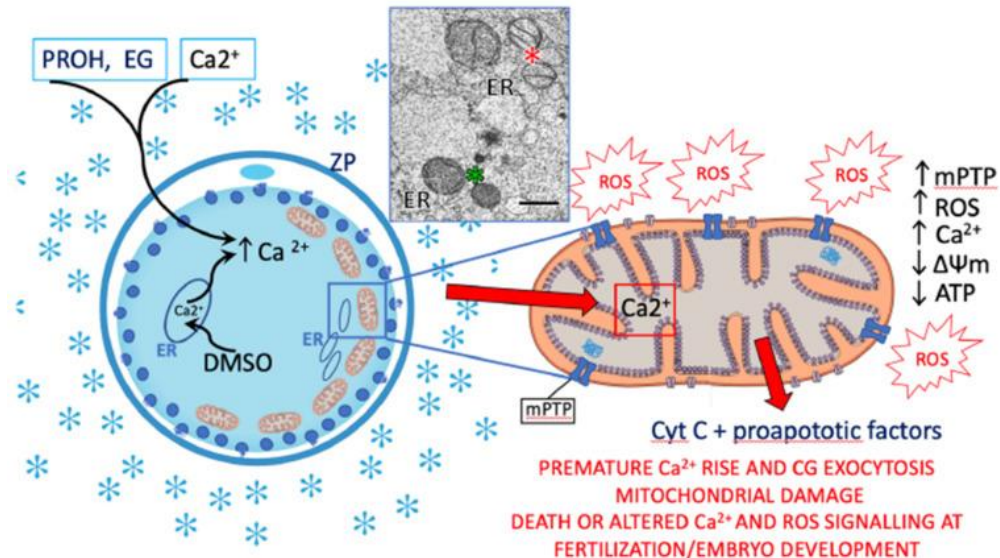 PROH, EG
Ca2+
ZP
↑ Ca 2+
Ca2+
ER
DMSO
ER
ER
ER
ROS
ROS
ROS
ROS
Ca2+
mPTP
↑ mPTP
↑ ROS
↑ Ca2+
↓ ΔΨm
↓ ATP
Cyt C + proapototic factors
PREMATURE Ca2+ RISE AND CG EXOCYTOSIS
MITOCHONDRIAL DAMAGE
DEATH OR ALTERED Ca2+ AND ROS SIGNALLING AT
FERTILIZATION/EMBRYO DEVELOPMENT